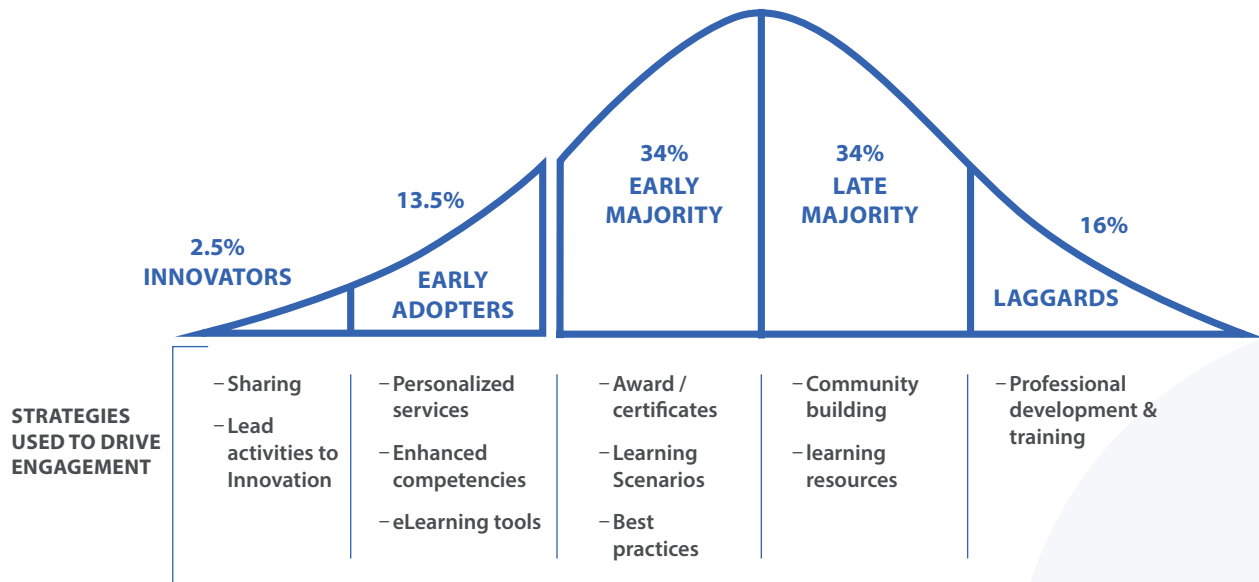 2.5%
INNOVATORS
13.5%
EARLY
ADOPTERS
34%
EARLY
MAJORITY
34%
LATE
MAJORITY
16%
LAGGARDS
STRATEGIES
USED TO DRIVE
ENGAGEMENT
– Sharing
– Lead
activities to
Innovation
– Personalized
services
– Enhanced
competencies
– eLearning tools
– Award /
certificates
– Learning
Scenarios
– Best
practices
– Community
building
– learning
resources
– Professional
development &
training